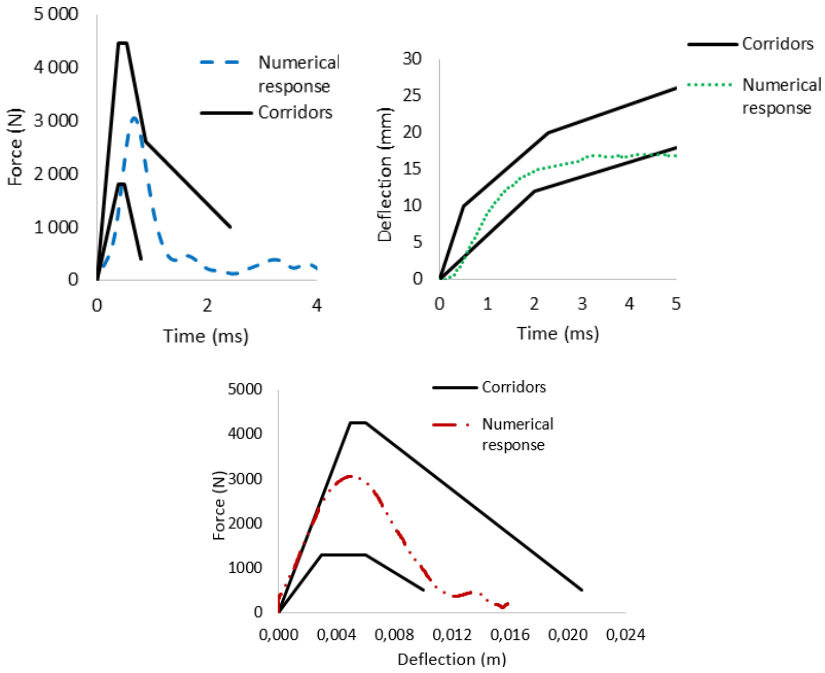 5 000
4 000
3 000
2 000
1 000
0
Force (N)
0 2 4
Time (ms)
Numerical
response
Corridors
30
25
20
15
10
5
0
Deflection (mm)
0 1 2 3 4 5
Time (ms)
Corridors
Numerical
response
5000
4000
3000
2000
1000
0
Force (N)
0,000 0,004 0,008 0,012 0,016 0,020 0,024
Deflection (m)
Corridors
Numerical
response